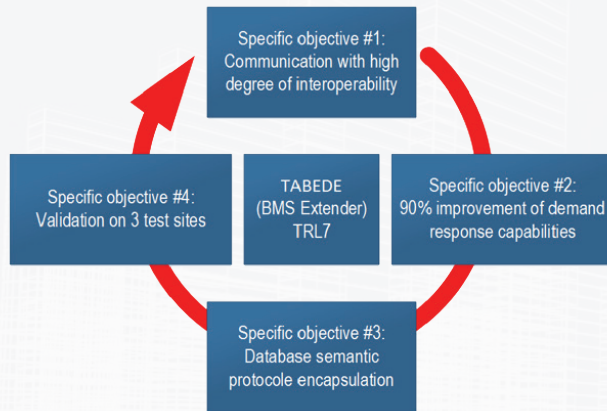 Specific objective #1:
Communication with high
degree of interoperability
Specific objective #4:
Validation on 3 test sites
TABEDE
(BMS Extender)
TRL7
Specific objective #2:
90% improvement of demand
response capabilities
Specific objective #3:
Database semantic
protocole encapsulation